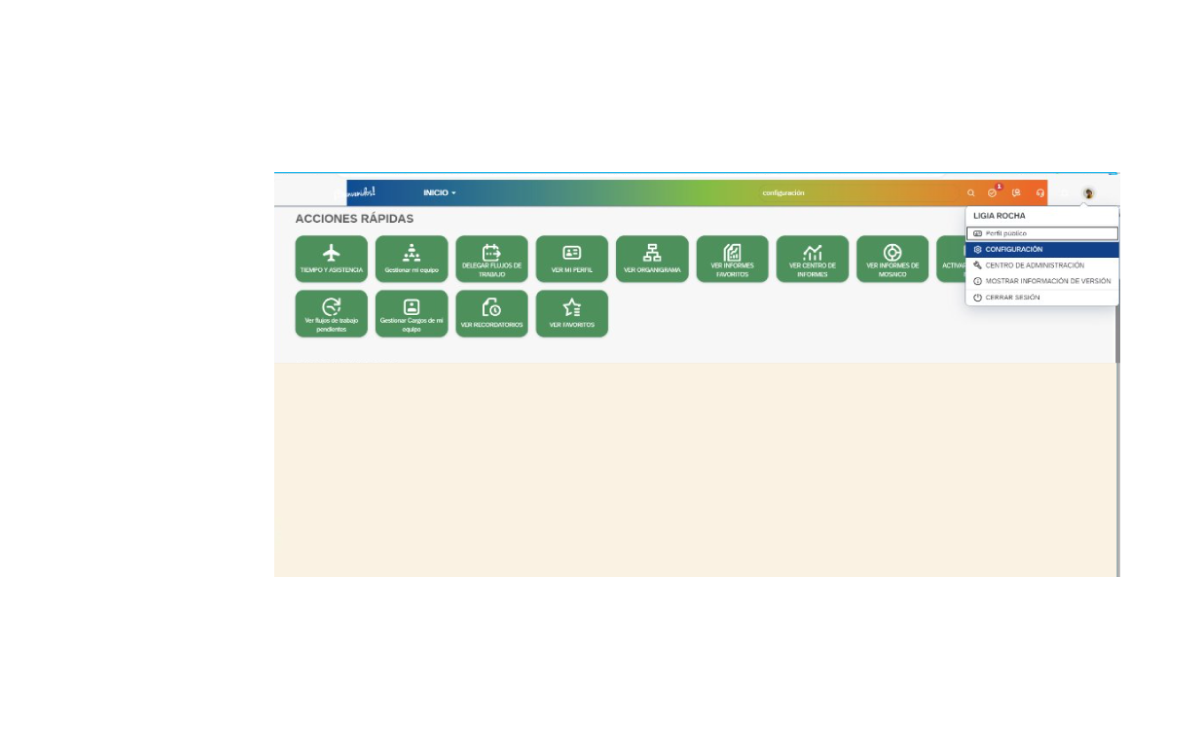 INICIO
configuración
3
ACCIONES RÁPIDAS
LIGIA ROCHA
Perfil público
CONFIGURACIÓN
CENTRO DE ADMINISTRACIÓN
MOSTRAR INFORMACIÓN DE VERSIÓN
CERRAR SESIÓN
TIEMPO Y ASISTENCIA
Gestionar mi equipo
DELEGAR FLUJOS DE
TRABAJO
VER MI PERFIL
VER ORGANIGRAMA
VER INFORMES
FAVORITOS
VER CENTRO DE
INFORMES
VER INFORMES DE
MOSAICO
Ver flujos de trabajo
pendientes
Gestionar Cargos de mi
equipo
VER RECORDATORIOS
VER FAVORITOS